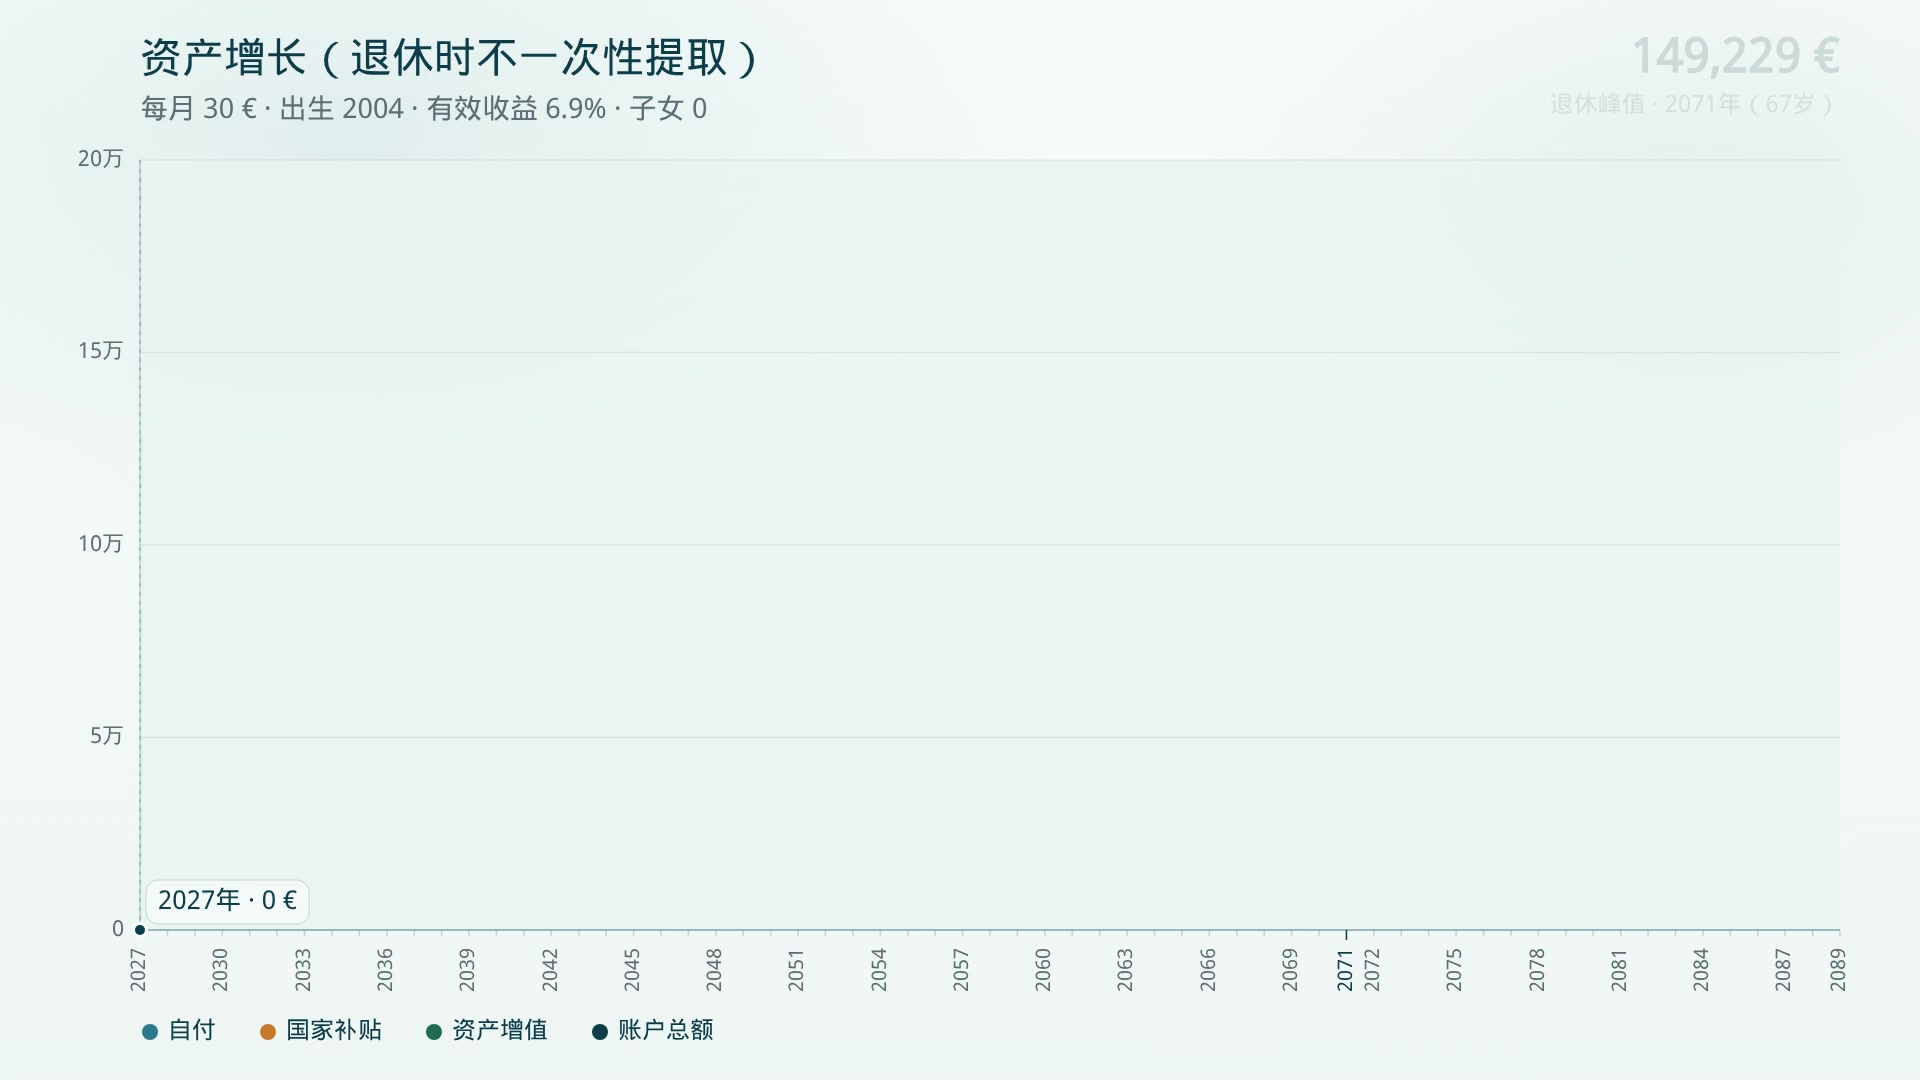 资产增长（退休时不一次性提取）
149,229 €
每月 30 € · 出生 2004 · 有效收益 6.9% · 子女 0
退休峰值 · 2071年（67岁）
20万
15万
10万
5万
2027年 · 0 €
0
2027 2030 2033 2036 2039 2042 2045 2048 2051 2054 2057 2060 2063 2066 2069 2071 2072 2075 2078 2081 2084 2087 2089
自付 国家补贴 资产增值 账户总额